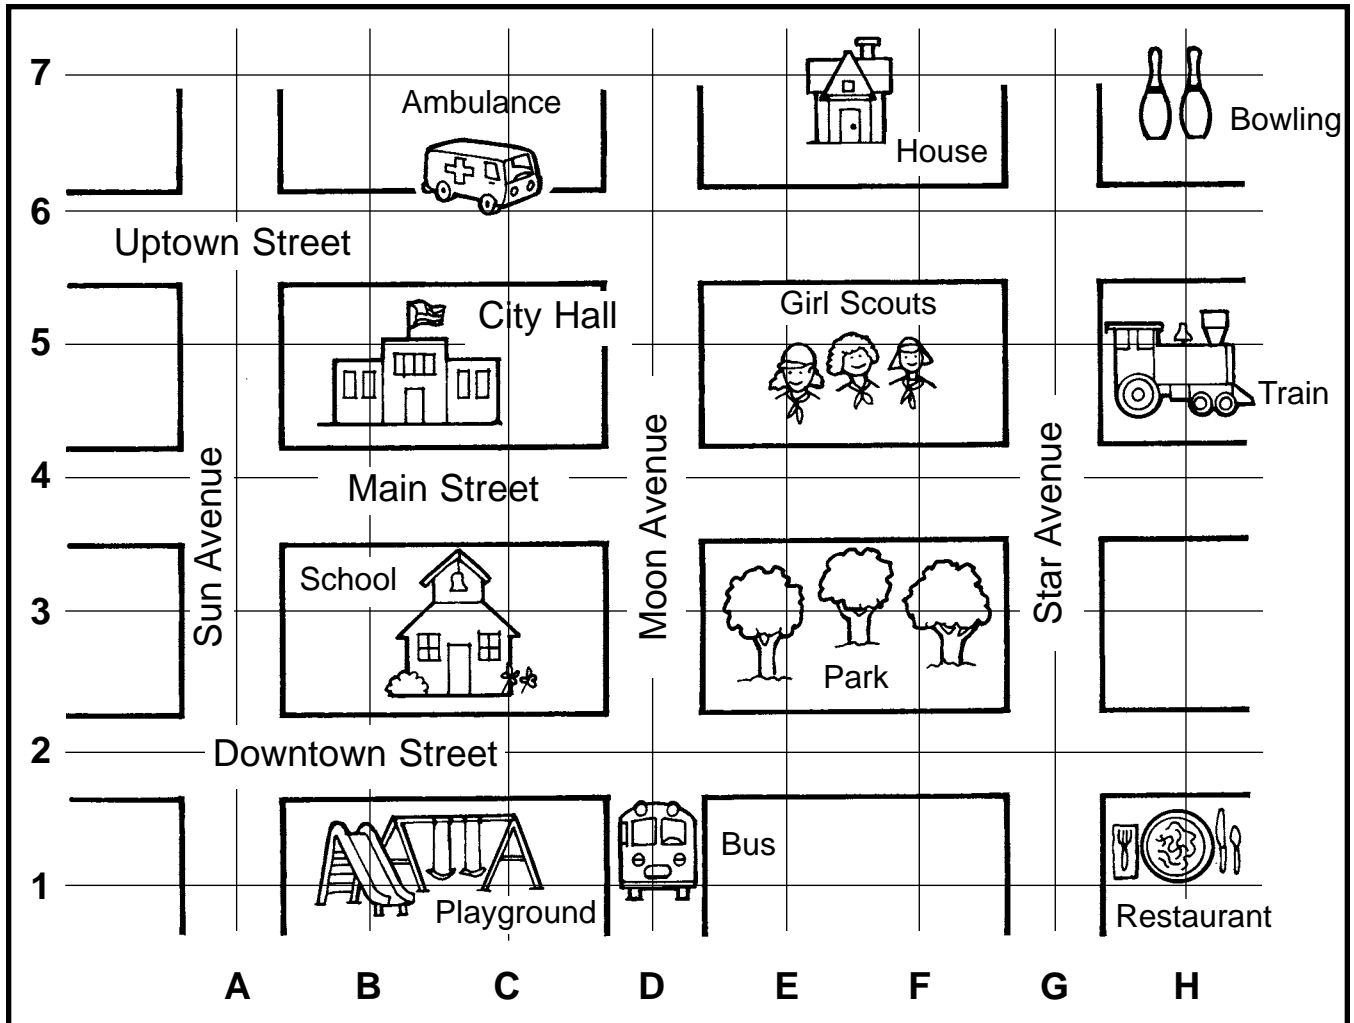 7
Ambulance
House
Bowling
6
Uptown Street
City Hall
Girl Scouts
5
Train
4
Main Street
Sun Avenue
Moon Avenue
Star Avenue
School
3
Park
2
Downtown Street
Bus
1
Playground
Restaurant
A B C D E F G H